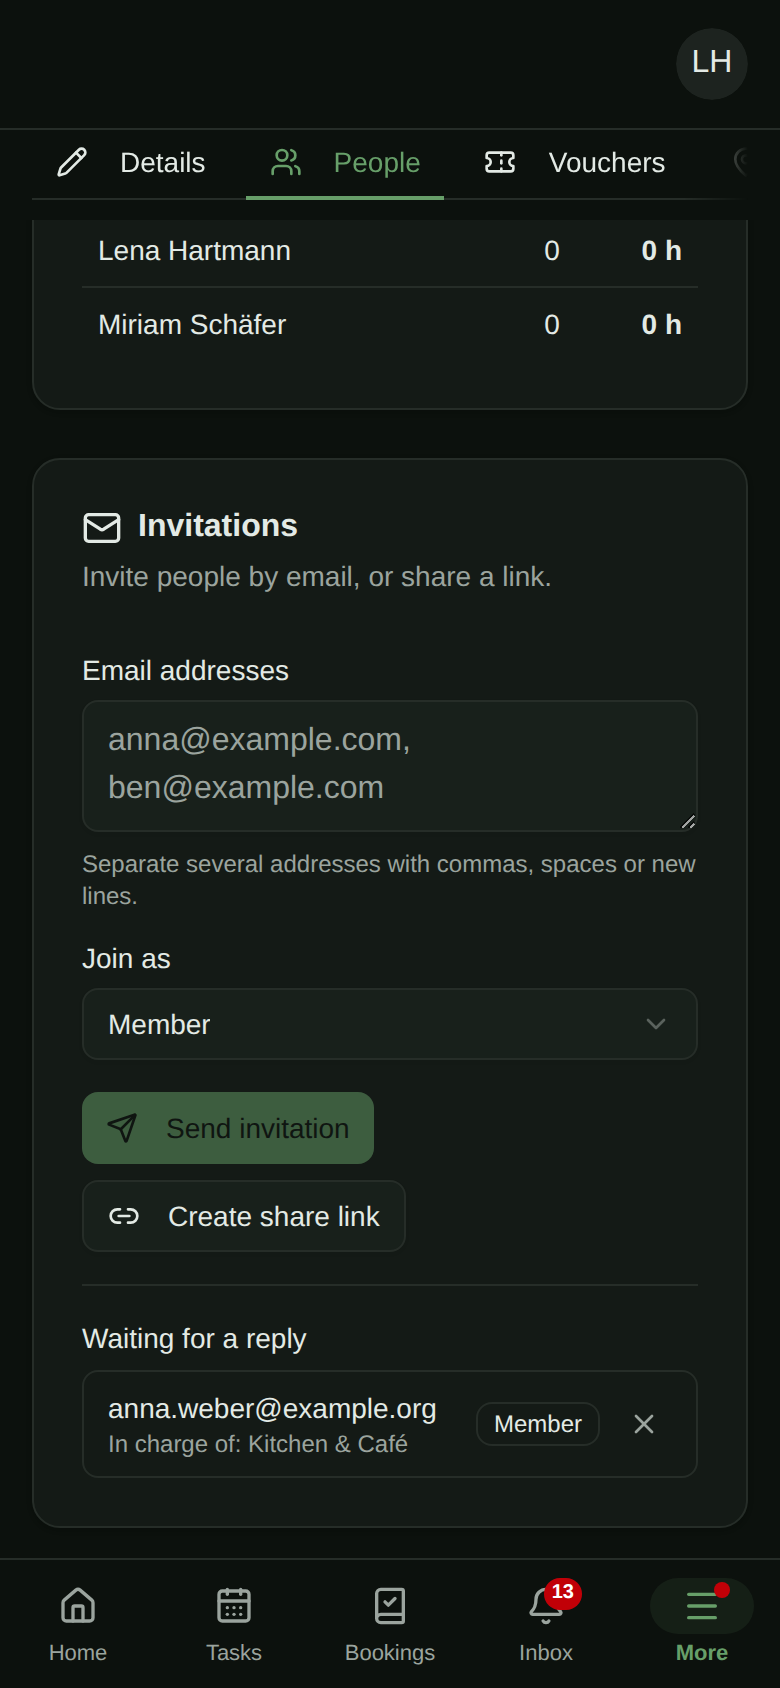 LH
Details People Vouchers
Lena Hartmann 0 0 h
Miriam Schäfer 0 0 h
Invitations
Invite people by email, or share a link.
Email addresses
anna@example.com,
ben@example.com
Separate several addresses with commas, spaces or new
lines.
Join as
Member
Send invitation
Create share link
Waiting for a reply
anna.weber@example.org
In charge of: Kitchen & Café
Member
13
Home Tasks Bookings Inbox More